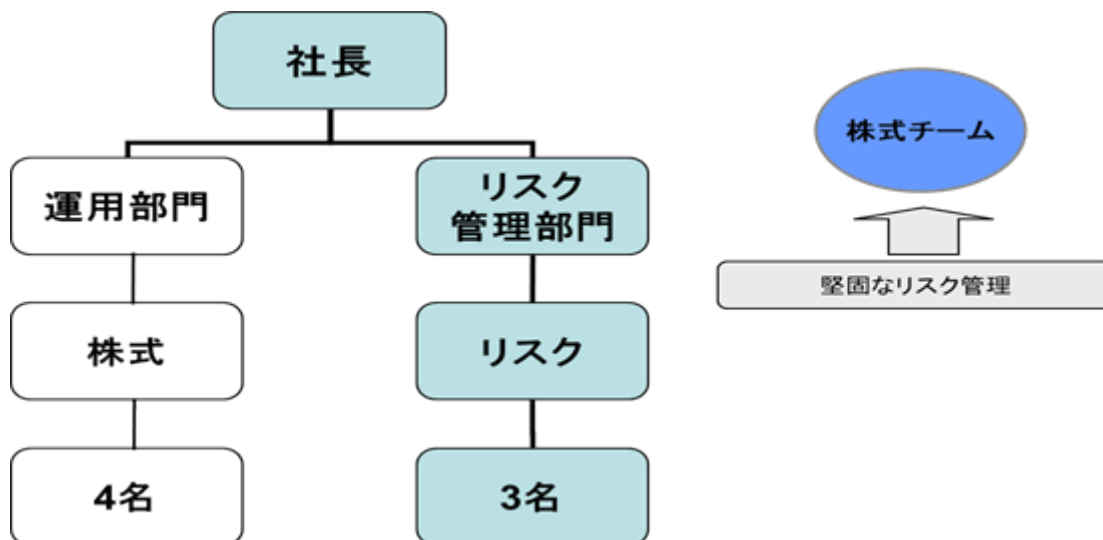 社長
運用部門
リスク
管理部門
株式
リスク
4名
3名
株式チーム
堅固なリスク管理